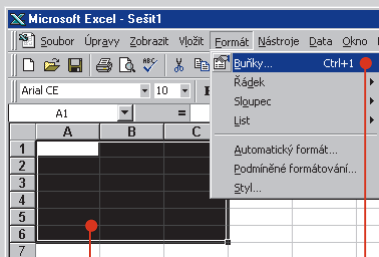 Microsoft Excel - Sešit1
Soubor Úpravy Zobrazit Vložit Formát Nástroje Data Okno
Arial CE 10
A1 =
Buňky... Ctrl+1
Řádek
Sloupec
List
Automatický formát...
Podmíněné formátování...
Styl...
A B C
1
2
3
4
5
6
7